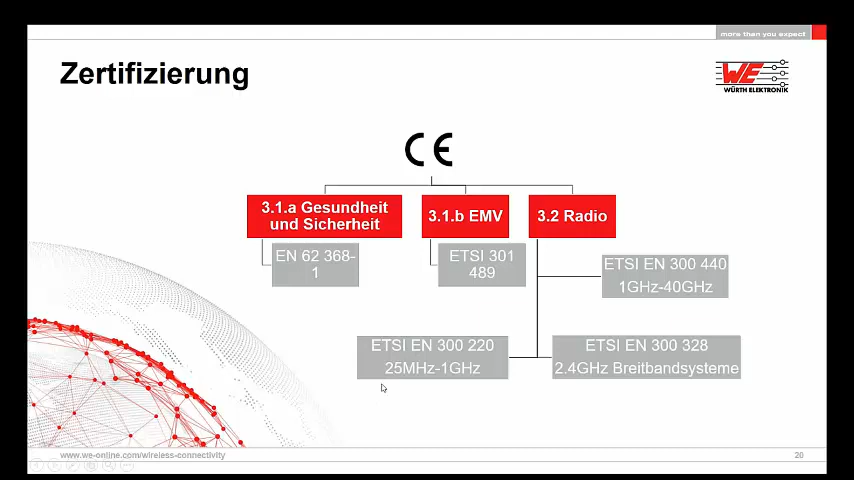 more than you expect
Zertifizierung
WE
WÜRTH ELEKTRONIK
CE
3.1.a Gesundheit
und Sicherheit
3.1.b EMV
3.2 Radio
EN 62 368-
1
ETSI 301
489
ETSI EN 300 440
1GHz-40GHz
ETSI EN 300 220
25MHz-1GHz
ETSI EN 300 328
2.4GHz Breitbandsysteme
www.we-online.com/wireless-connectivity
20